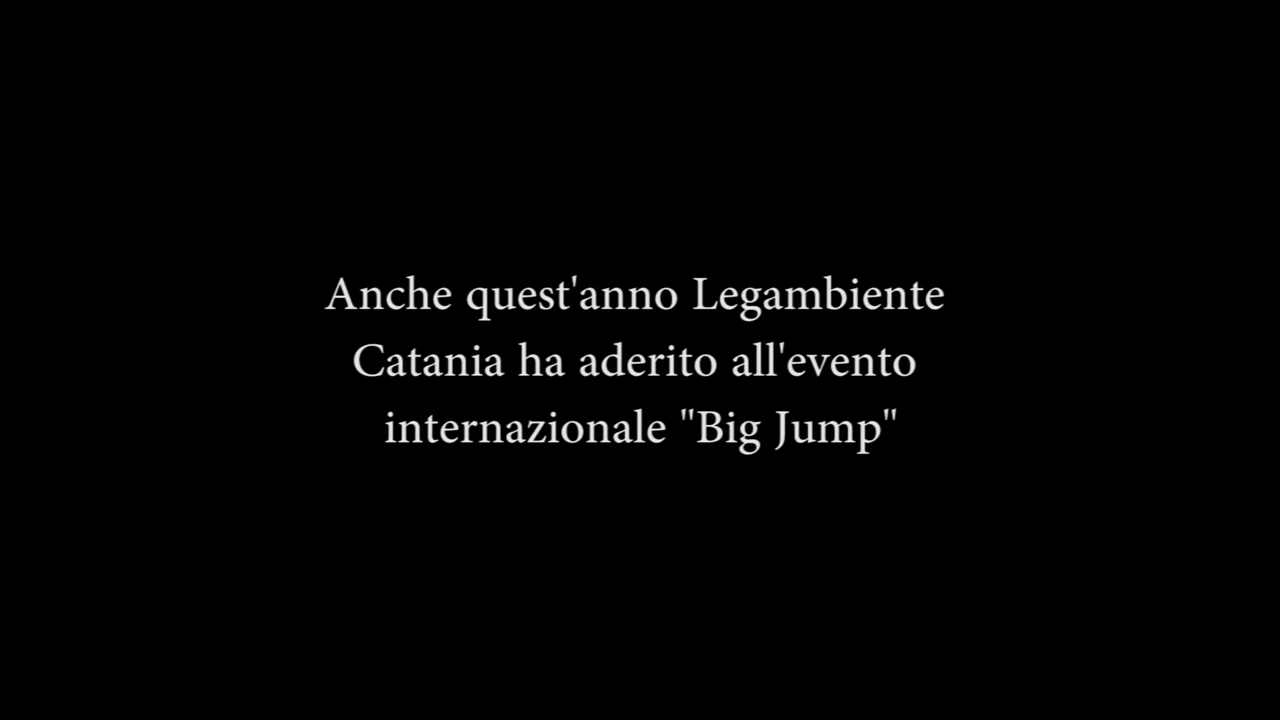 Anche quest'anno Legambiente
Catania ha aderito all'evento
internazionale "Big Jump"